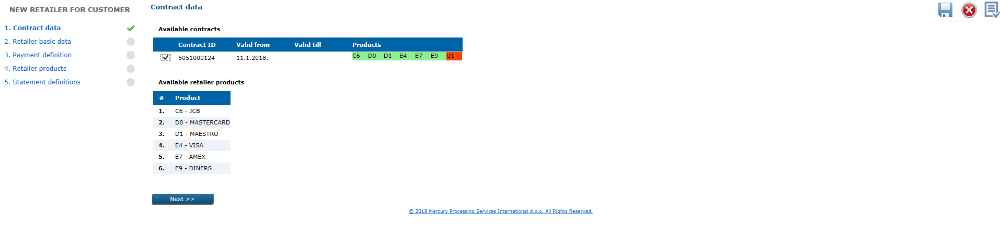 NEW RETAILER FOR CUSTOMER
1. Contract data
2. Retailer basic data
3. Payment definition
4. Retailer products
5. Statement definitions
Contract data
Available contracts
Contract ID Valid from Valid till Products
5051000124 11.1.2018. C6 D0 D1 E4 E7 E9 U1
Available retailer products
# Product
1. C6 - JCB
2. D0 - MASTERCARD
3. D1 - MAESTRO
4. E4 - VISA
5. E7 - AMEX
6. E9 - DINERS
Next >>
© 2018 Mercury Processing Services International d.o.o. All Rights Reserved.